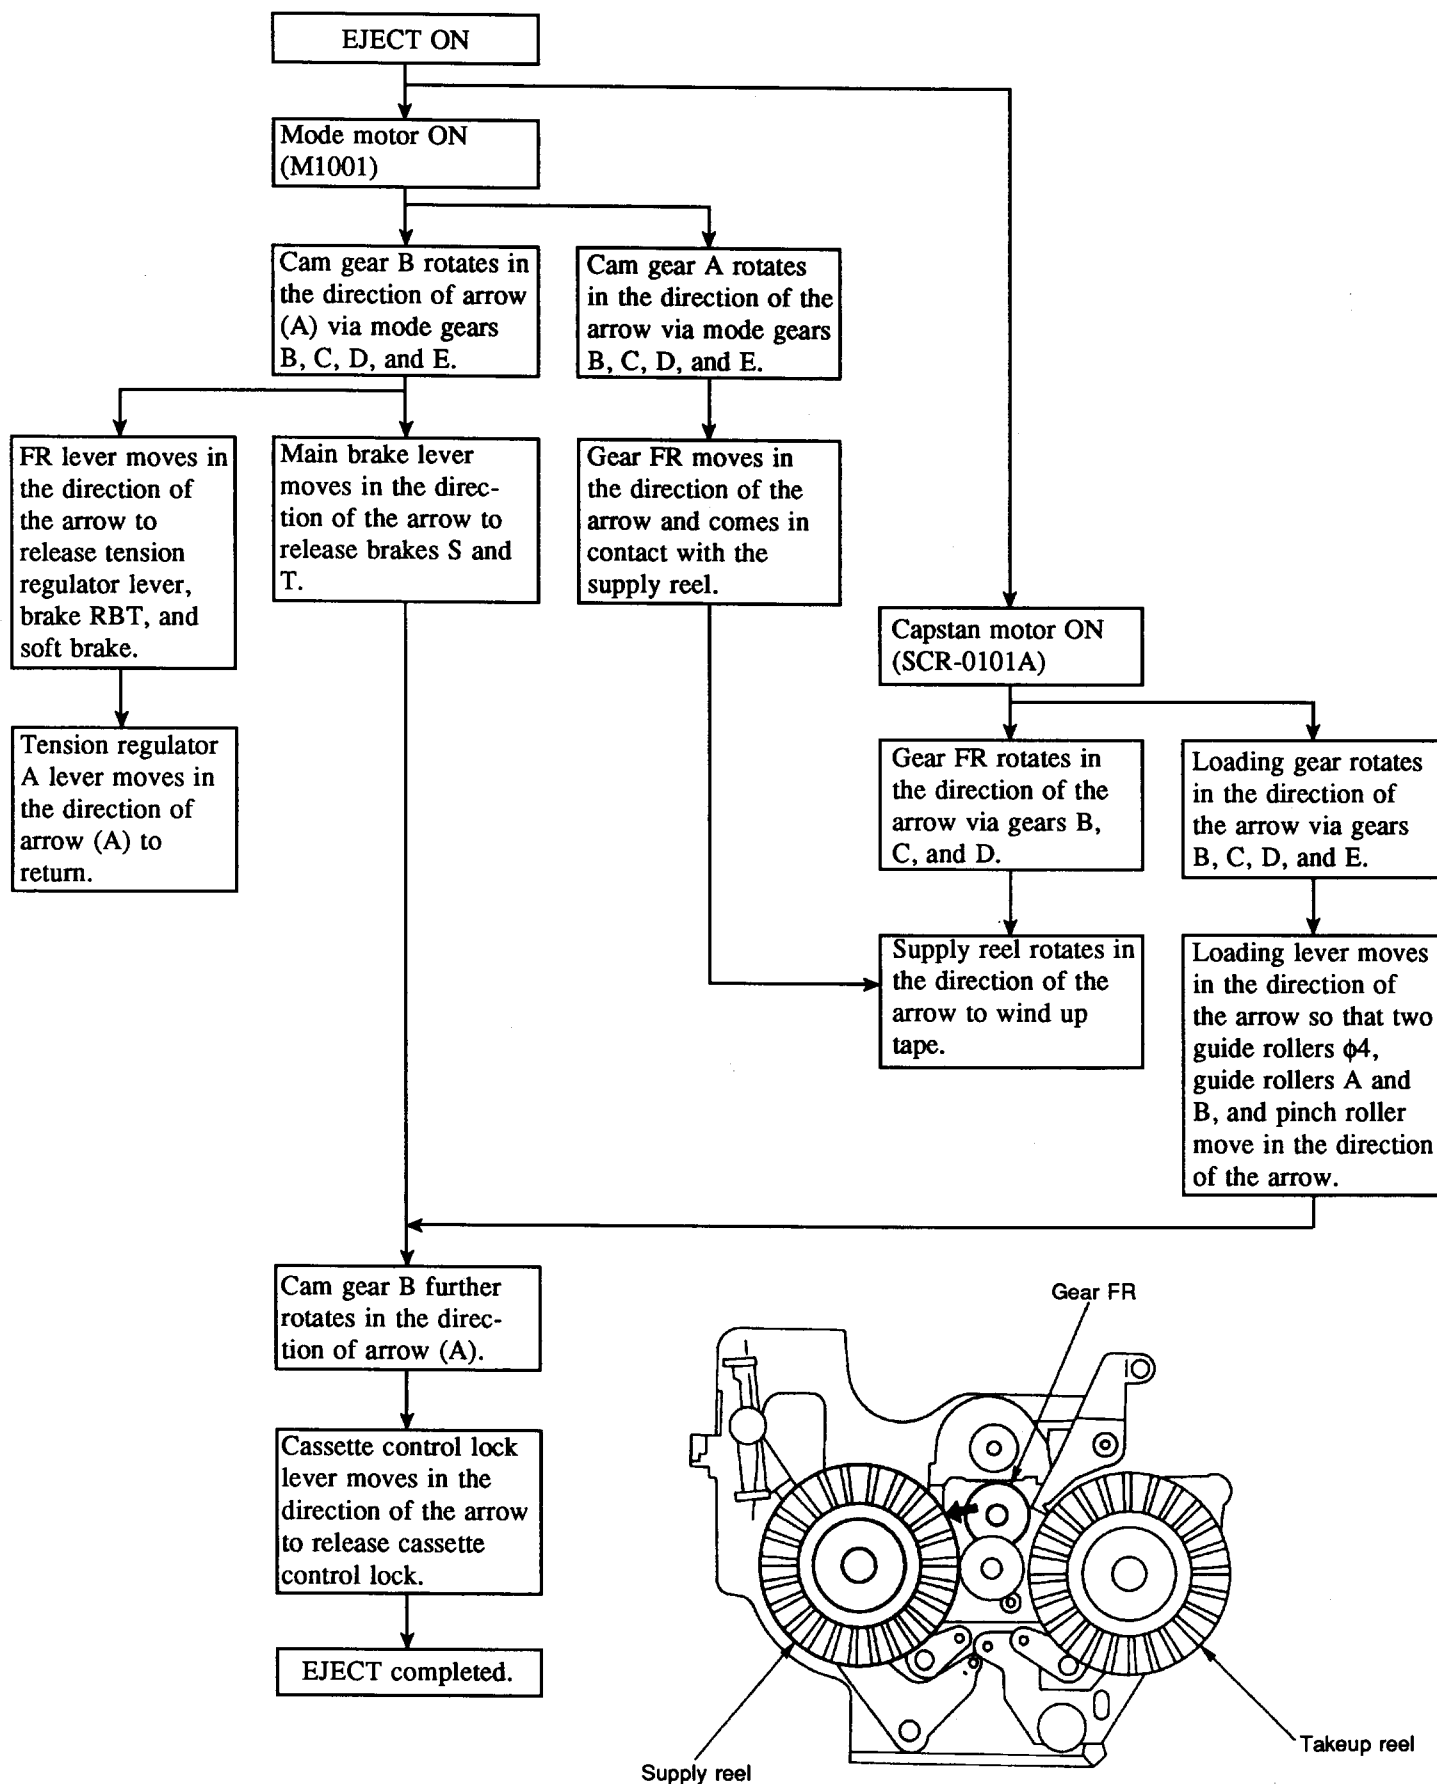 EJECT ON
Mode motor ON
(M1001)
Cam gear B rotates in
the direction of arrow
(A) via mode gears
B, C, D, and E.
Cam gear A rotates
in the direction of the
arrow via mode gears
B, C, D, and E.
FR lever moves in
the direction of
the arrow to
release tension
regulator lever,
brake RBT, and
soft brake.
Main brake lever
moves in the direc-
tion of the arrow to
release brakes S and
T.
Gear FR moves in
the direction of the
arrow and comes in
contact with the
supply reel.
Capstan motor ON
(SCR-0101A)
Tension regulator
A lever moves in
the direction of
arrow (A) to
return.
Gear FR rotates in
the direction of the
arrow via gears B,
C, and D.
Loading gear rotates
in the direction of
the arrow via gears
B, C, D, and E.
Supply reel rotates in
the direction of the
arrow to wind up
tape.
Loading lever moves
in the direction of
the arrow so that two
guide rollers ϕ4,
guide rollers A and
B, and pinch roller
move in the direction
of the arrow.
Cam gear B further
rotates in the direc-
tion of arrow (A).
Cassette control lock
lever moves in the
direction of the arrow
to release cassette
control lock.
EJECT completed.
Gear FR
Takeup reel
Supply reel